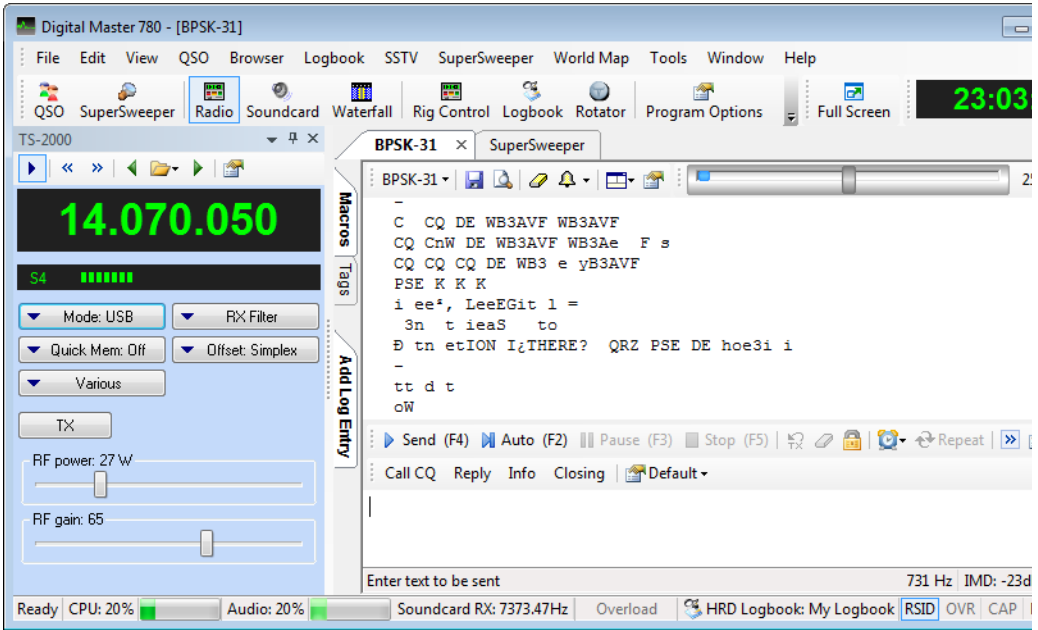 Digital Master 780 - [BPSK-31]
File Edit View QSO Browser Logbook SSTV SuperSweeper World Map Tools Window Help
QSO SuperSweeper Radio Soundcard Waterfall Rig Control Logbook Rotator Program Options Full Screen 23:03
TS-2000
14.070.050
S4
Mode: USB RX Filter
Quick Mem: Off Offset: Simplex
Various
TX
RF power: 27 W
RF gain: 65
Macros
Tags
Add Log Entry
BPSK-31 SuperSweeper
BPSK-31
–
C CQ DE WB3AVF WB3AVF
CQ CnW DE WB3AVF WB3Ae F s
CQ CQ CQ DE WB3 e yB3AVF
PSE K K K
i ee², LeeEGit l =
3n t ieaS to
Đ tn etION I¿THERE? QRZ PSE DE hoe3i i
–
tt d t
oW
Send (F4) Auto (F2) Pause (F3) Stop (F5) Repeat
Call CQ Reply Info Closing Default
Enter text to be sent 731 Hz IMD: -23d
Ready CPU: 20% Audio: 20% Soundcard RX: 7373.47Hz Overload HRD Logbook: My Logbook RSID OVR CAP